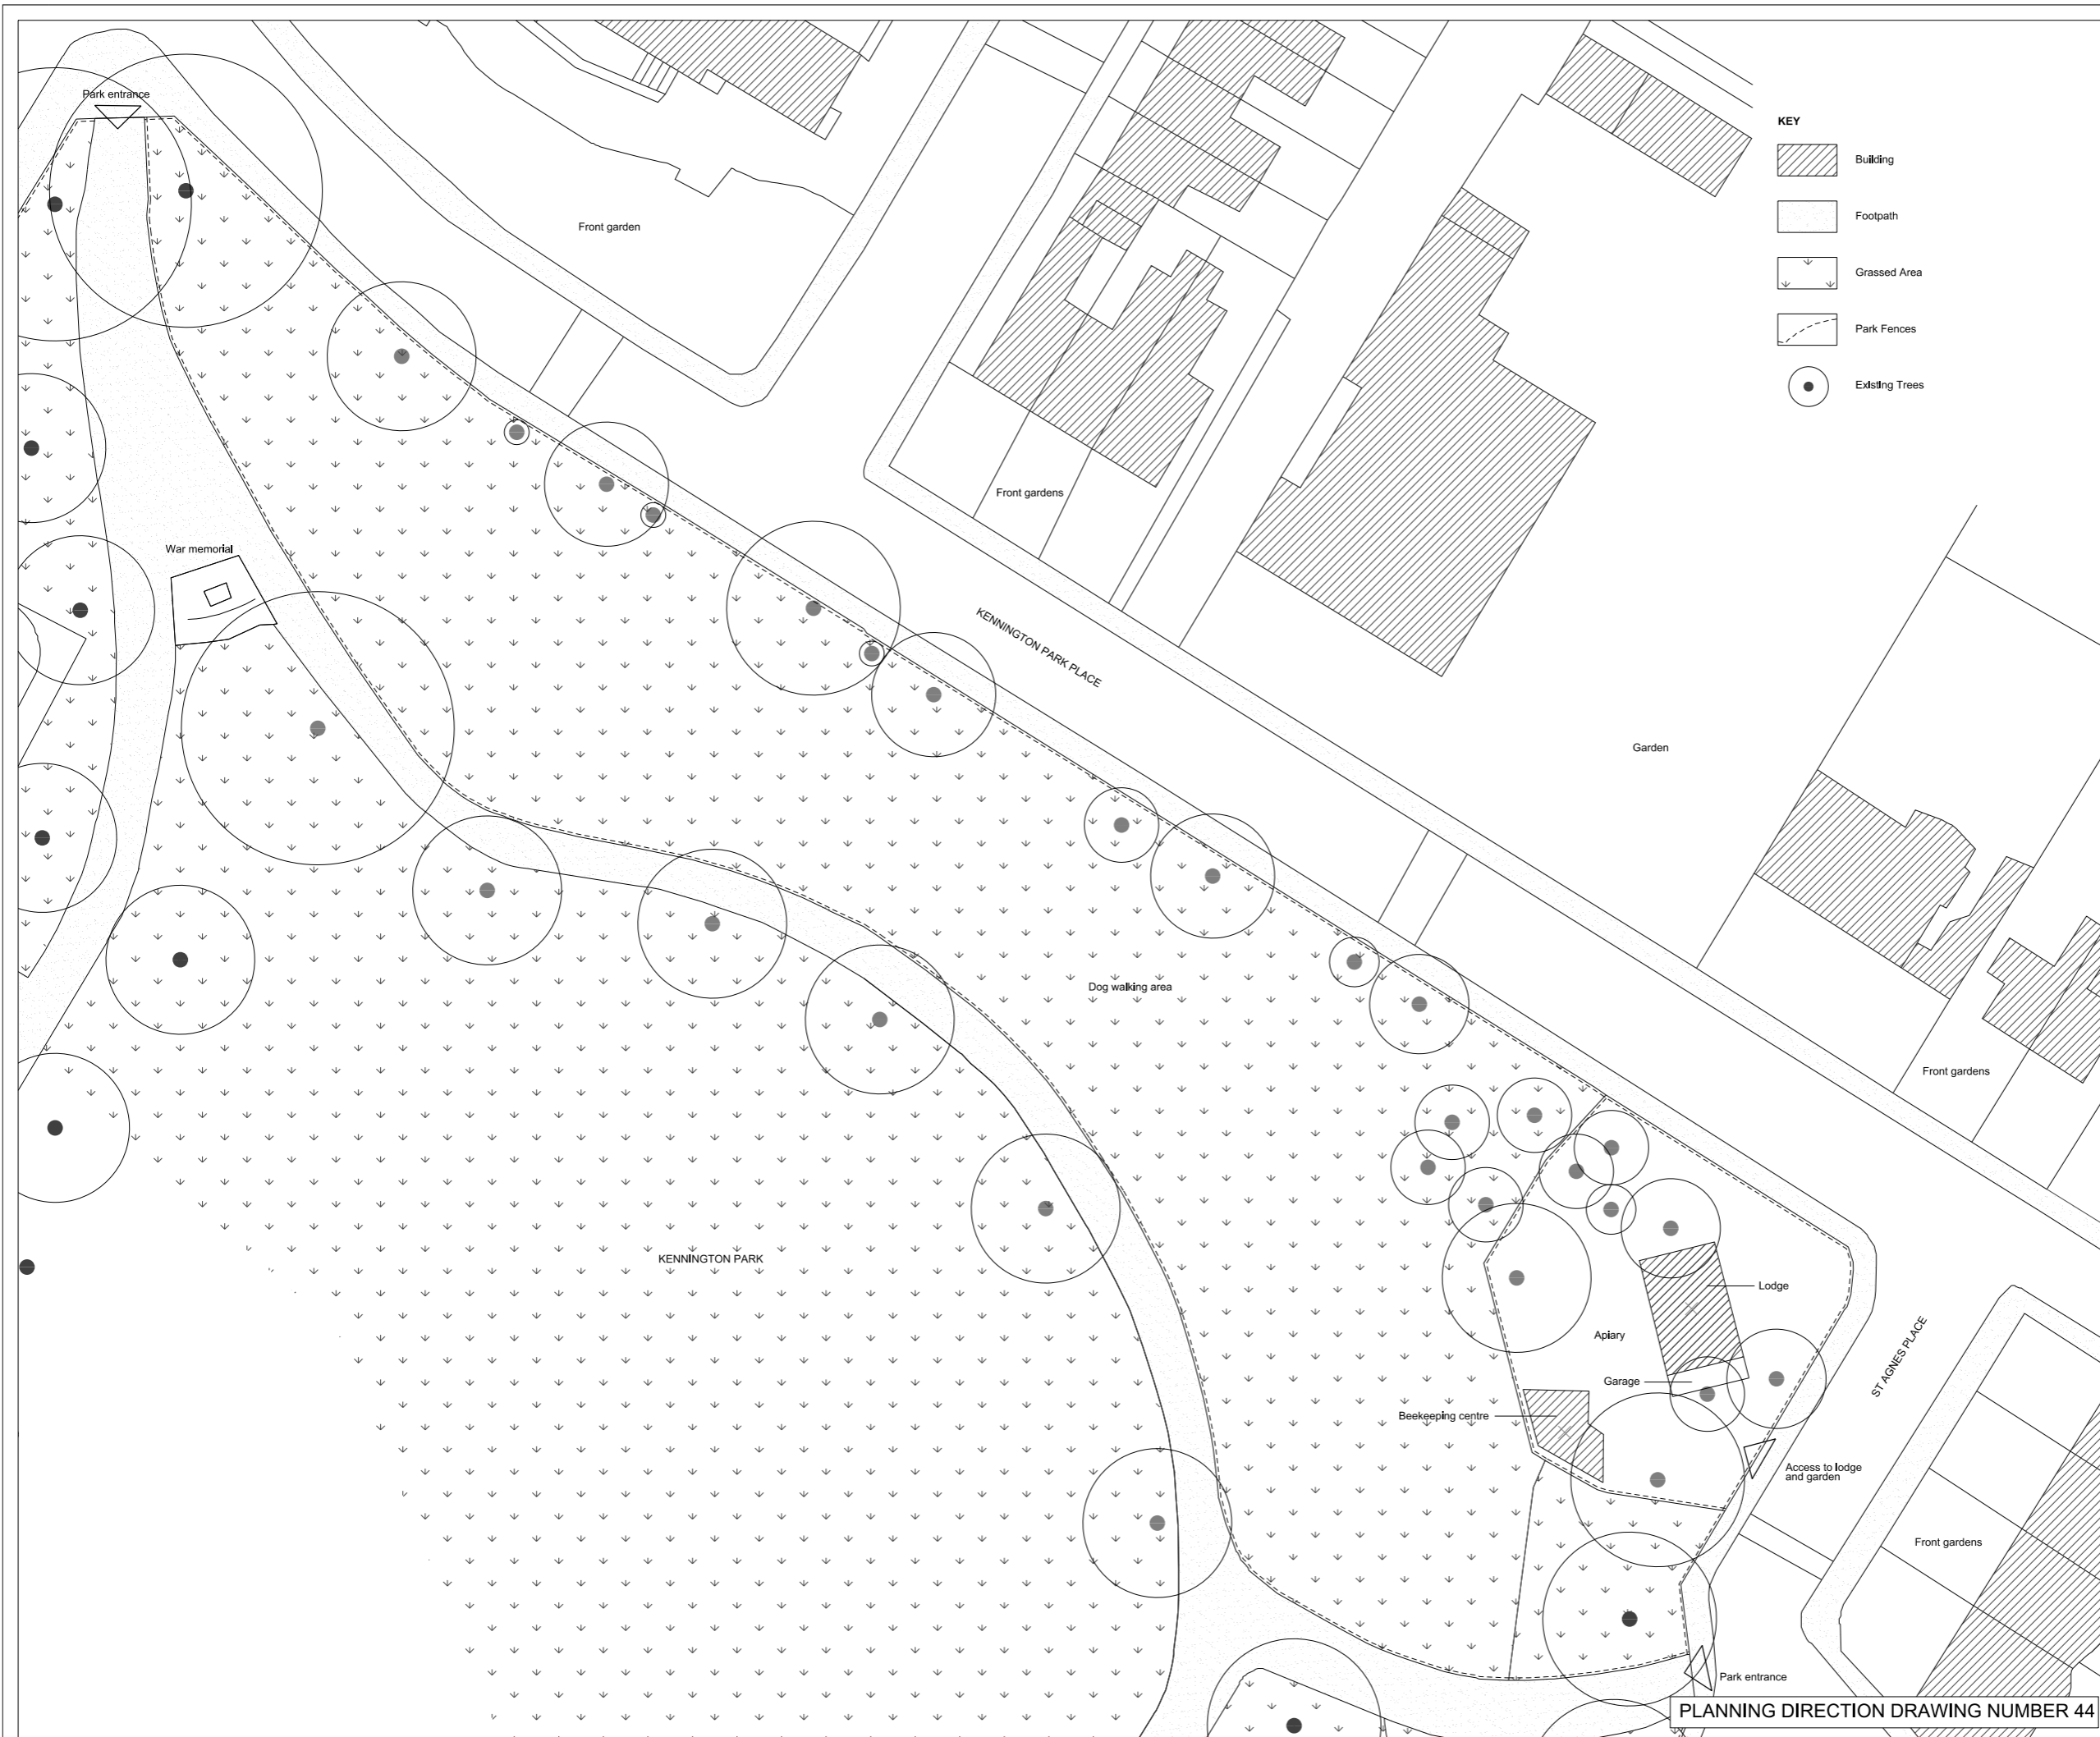 Park entrance
KEY
Building
Footpath
Front garden
Grassed Area
Park Fences
Existing Trees
Front gardens
War memorial
KENNINGTON PARK PLACE
Garden
Dog walking area
Front gardens
KENNINGTON PARK
Lodge
Apiary
ST AGNES PLACE
Garage
Beekeeping centre
Access to lodge
and garden
Front gardens
Park entrance
PLANNING DIRECTION DRAWING NUMBER 44